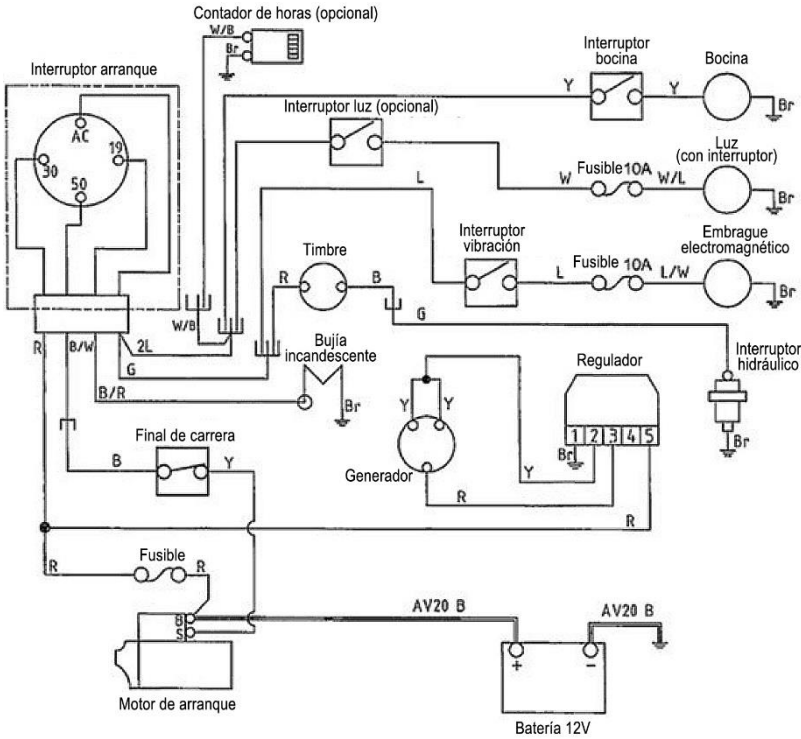 Contador de horas (opcional)
W/B
Br
Interruptor arranque
AC
30
19
50
Interruptor luz (opcional)
Interruptor
bocina
Bocina
Y
Y
Br
Luz
(con interruptor)
W
Fusible 10A
W/L
Br
L
Interruptor
vibración
Embrague
electromagnético
L
Fusible 10A
L/W
Br
Timbre
R
B
G
W/B
R
B/W
2L
G
B/R
Bujía
incandescente
Br
Interruptor
hidráulico
Br
Regulador
1 2 3 4 5
Br
Y
Y
Generador
Y
R
R
Final de carrera
B
Y
Fusible
R
R
B
S
Motor de arranque
AV20 B
AV20 B
+
−
Batería 12V